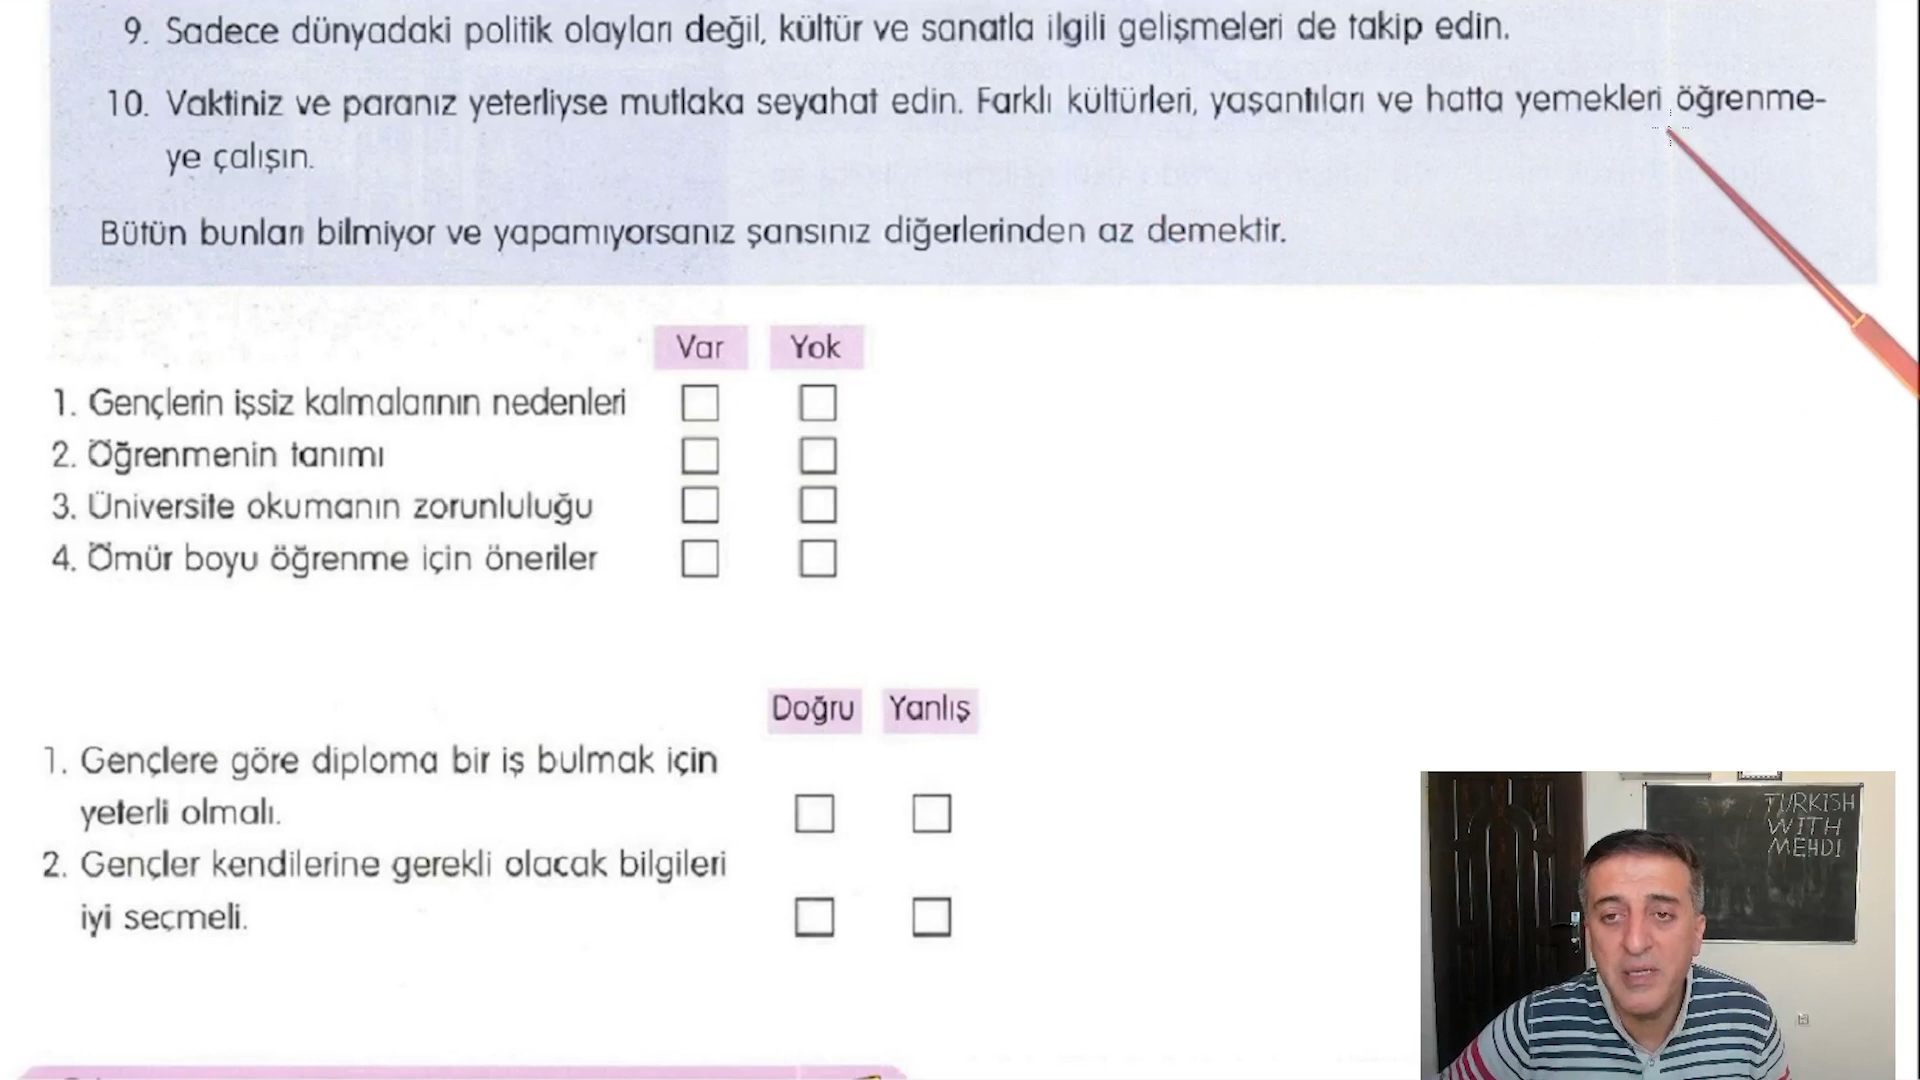 9. Sadece dünyadaki politik olayları değil, kültür ve sanatla ilgili gelişmeleri de takip edin.
10. Vaktiniz ve paranız yeterliyse mutlaka seyahat edin. Farklı kültürleri, yaşantıları ve hatta yemekleri öğrenme-
ye çalışın.
Bütün bunları bilmiyor ve yapamıyorsanız şansınız diğerlerinden az demektir.
Var Yok
1. Gençlerin işsiz kalmalarının nedenleri
2. Öğrenmenin tanımı
3. Üniversite okumanın zorunluluğu
4. Ömür boyu öğrenme için öneriler
Doğru Yanlış
1. Gençlere göre diploma bir iş bulmak için
yeterli olmalı.
2. Gençler kendilerine gerekli olacak bilgileri
iyi seçmeli.
TURKISH
WITH
MEHDI